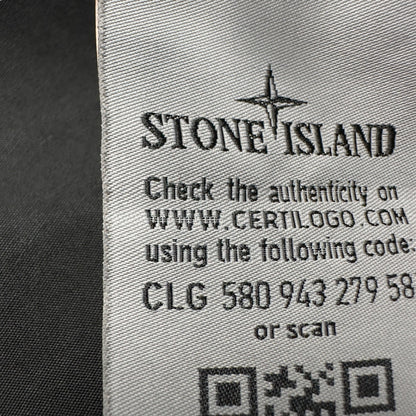 STONE ISLAND
Check the authenticity on
WWW.CERTILOGO.COM
using the following code:
CLG 580 943 279 58
or scan